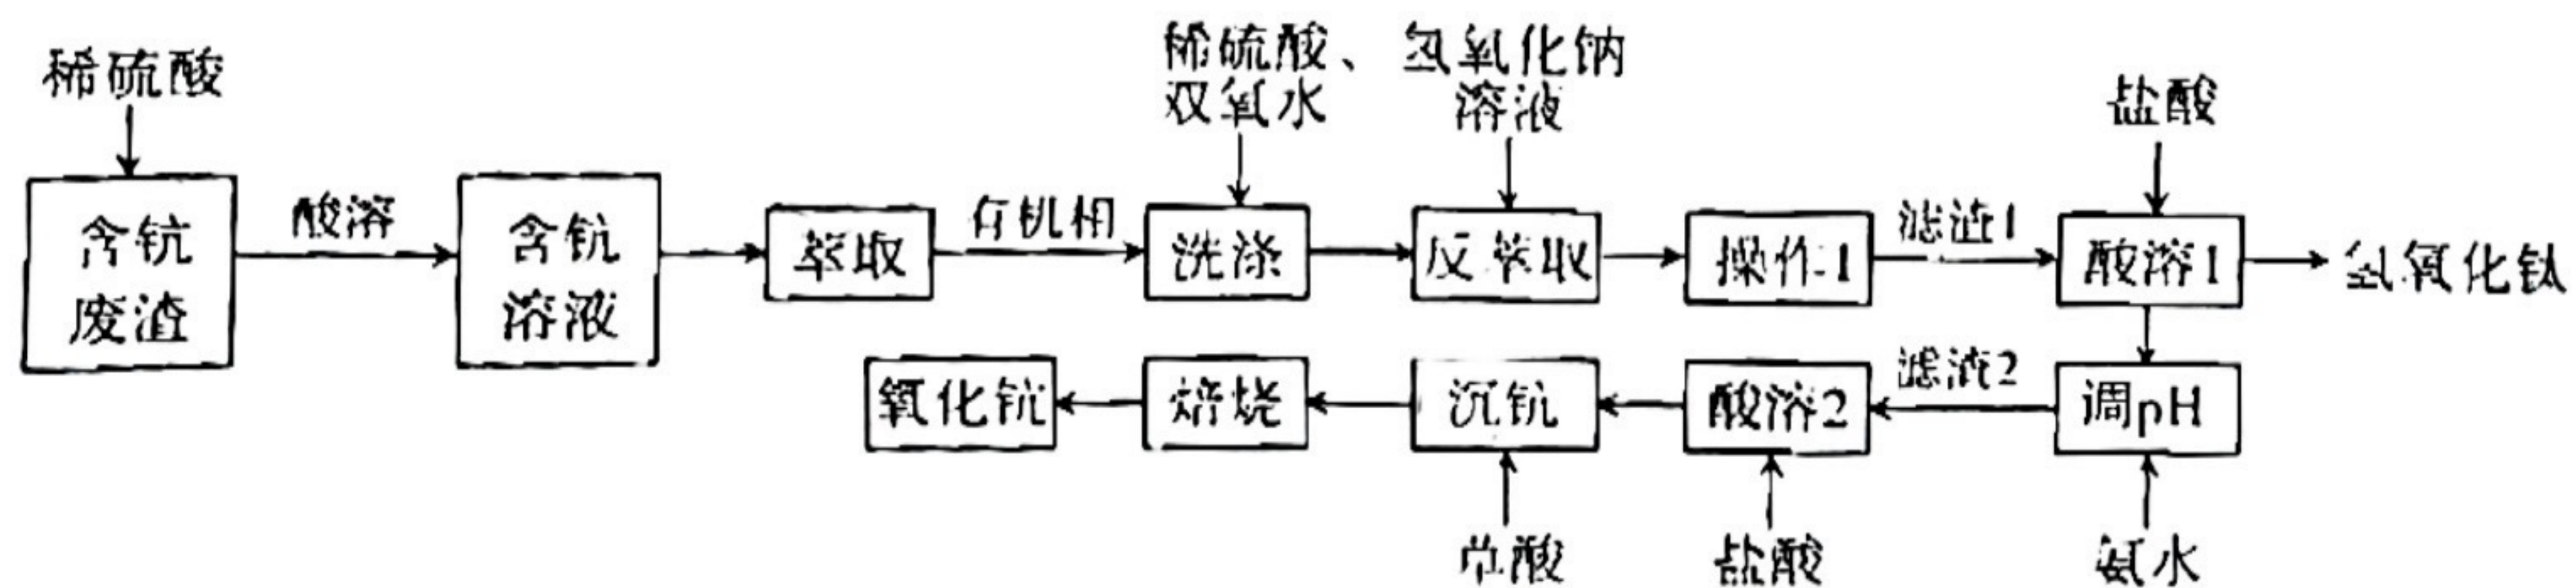 稀硫酸
稀硫酸、
双氧水
氢氧化钠
溶液
盐酸
含钪
废渣
酸溶
含钪
溶液
萃取
有机相
洗涤
反萃取
操作1
滤渣1
酸溶1
氢氧化钛
氧化钪
焙烧
沉钪
酸溶2
滤渣2
调pH
草酸
盐酸
氨水